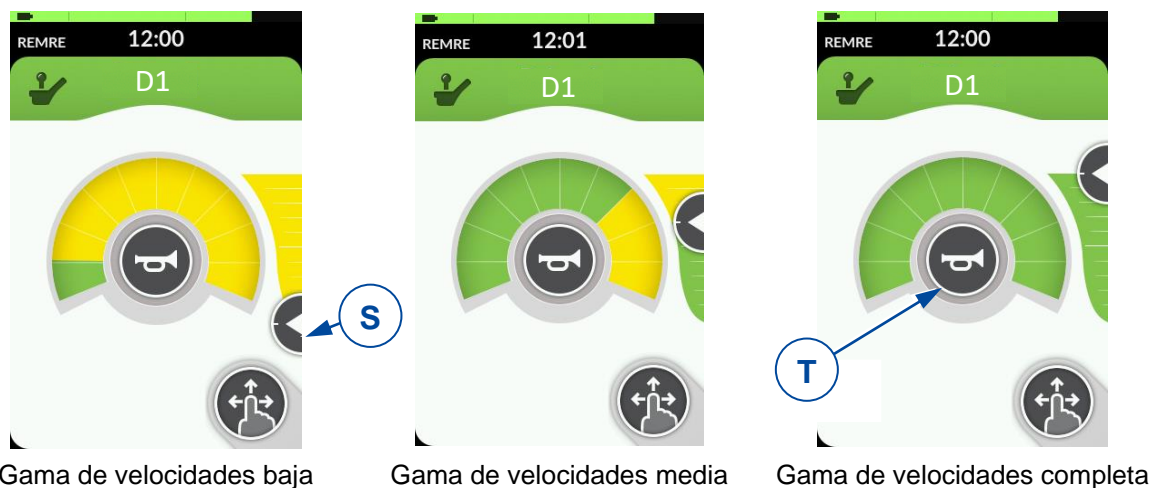 REMRE 12:00
D1
S
Gama de velocidades baja
REMRE 12:01
D1
Gama de velocidades media
REMRE 12:00
D1
T
Gama de velocidades completa